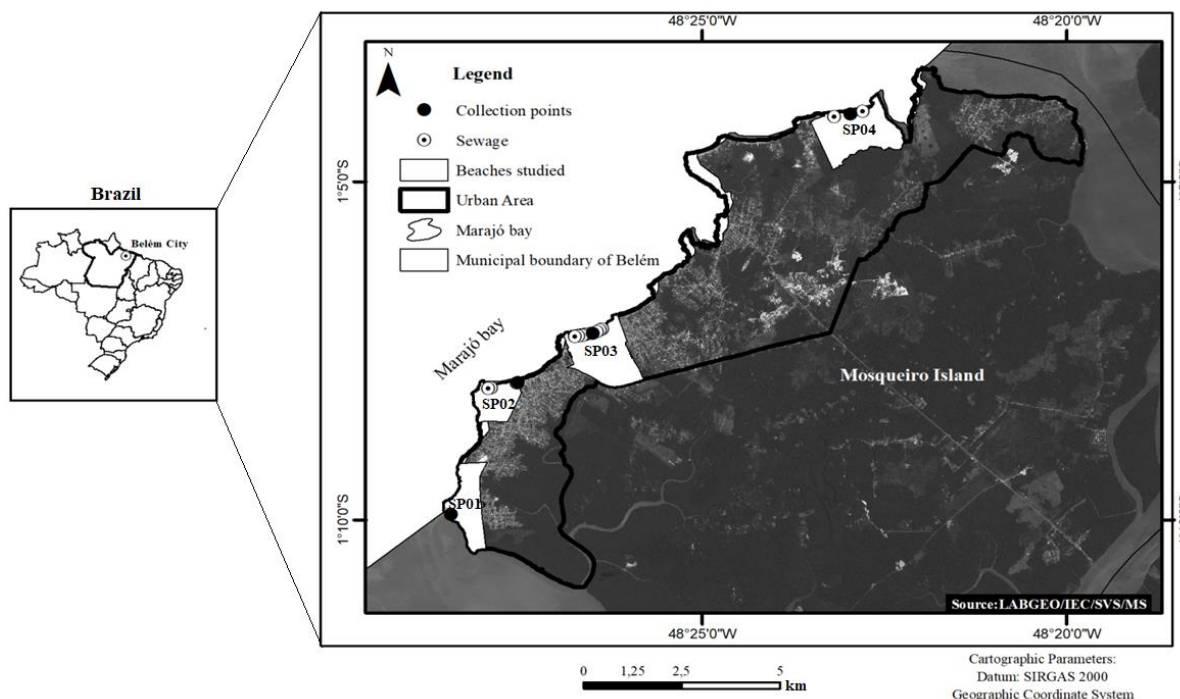 48°25'0"W
48°20'0"W
N
Legend
Collection points
Sewage
Beaches studied
Urban Area
Marajó bay
Municipal boundary of Belém
1°5'0"S
1°10'0"S
Brazil
Belém City
SP04
SP03
Marajó bay
SP02
SP01
Mosqueiro Island
Source:LABGEO/IEC/SVS/MS
48°25'0"W
48°20'0"W
0 1,25 2,5 5
km
Cartographic Parameters:
Datum: SIRGAS 2000
Geographic Coordinate System